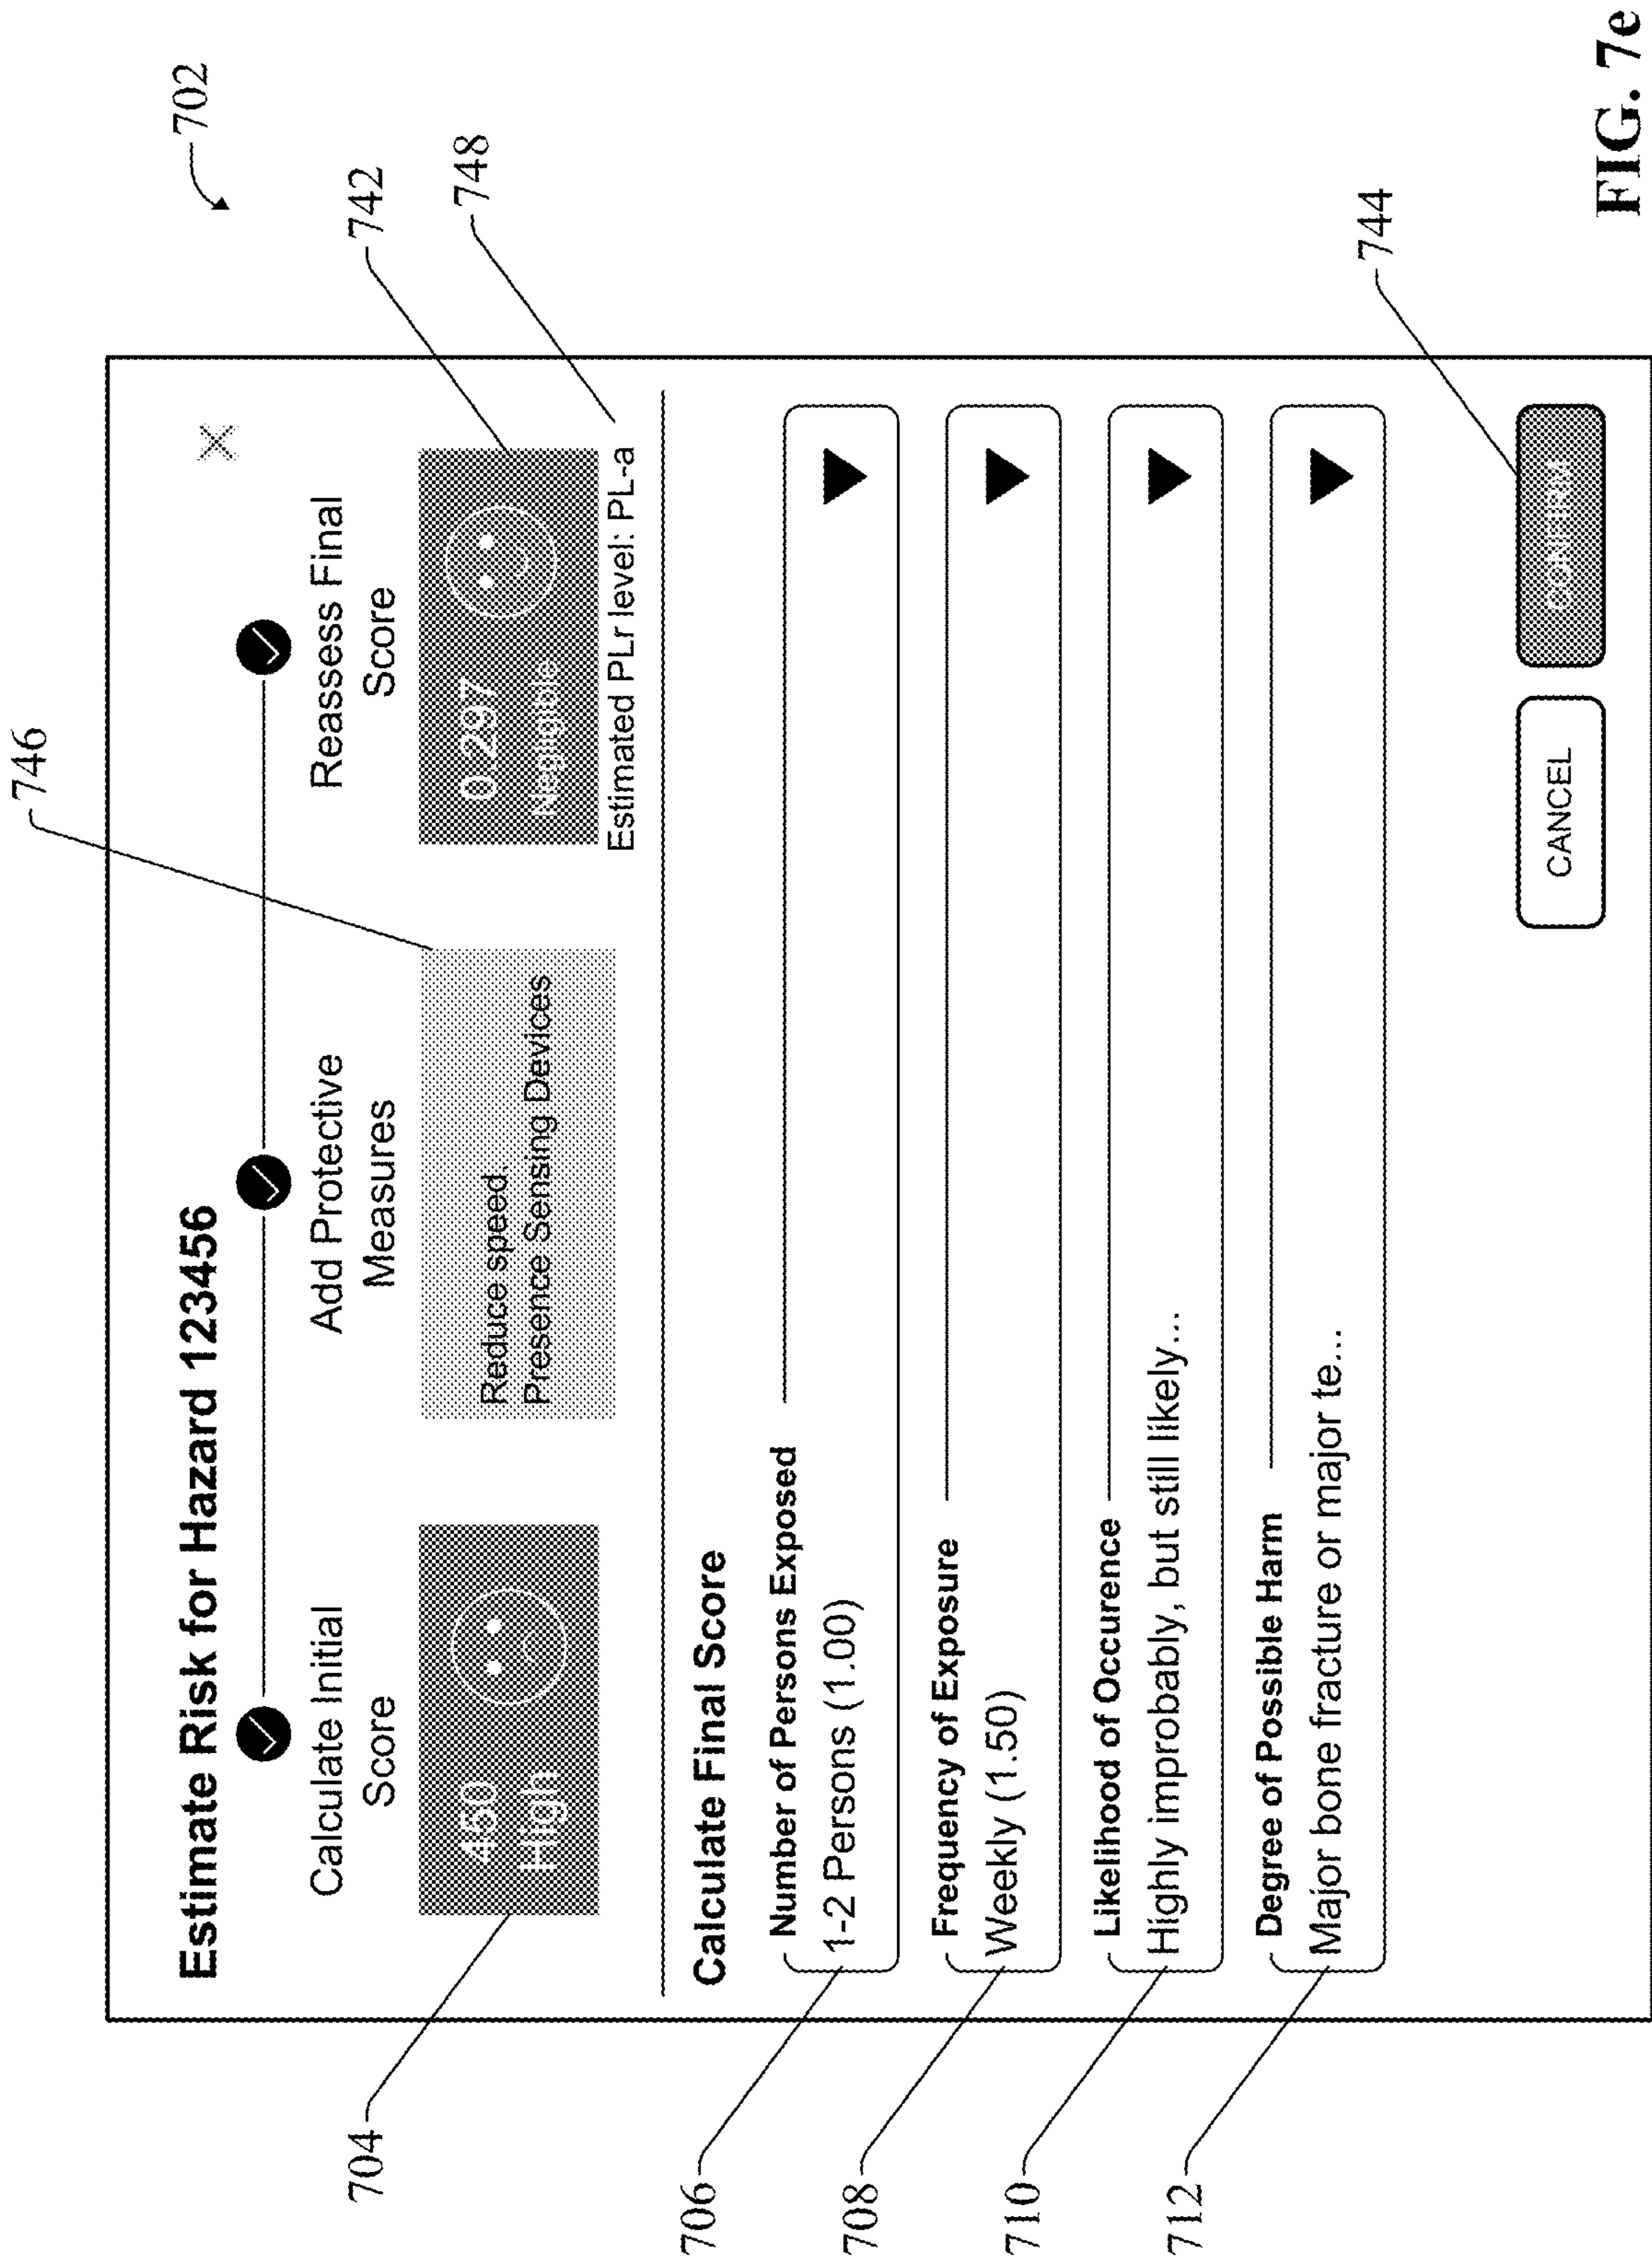 746
702
Estimate Risk for Hazard 123456
X
Calculate Initial
Score
Add Protective
Measures
Reassess Final
Score
742
748
704
450
High
Reduce speed,
Presence Sensing Devices
0.297
Negligible
Estimated PLr level: PL-a
Calculate Final Score
706
Number of Persons Exposed
1-2 Persons (1.00)
708
Frequency of Exposure
Weekly (1.50)
710
Likelihood of Occurence
Highly improbably, but still likely...
712
Degree of Possible Harm
Major bone fracture or major te...
744
CANCEL
CONFIRM
FIG. 7e